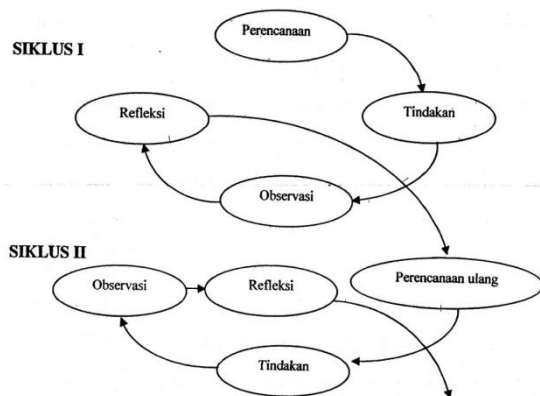 Perencanaan
SIKLUS I
Refleksi
Tindakan
Observasi
SIKLUS II
Perencanaan ulang
Observasi
Refleksi
Tindakan